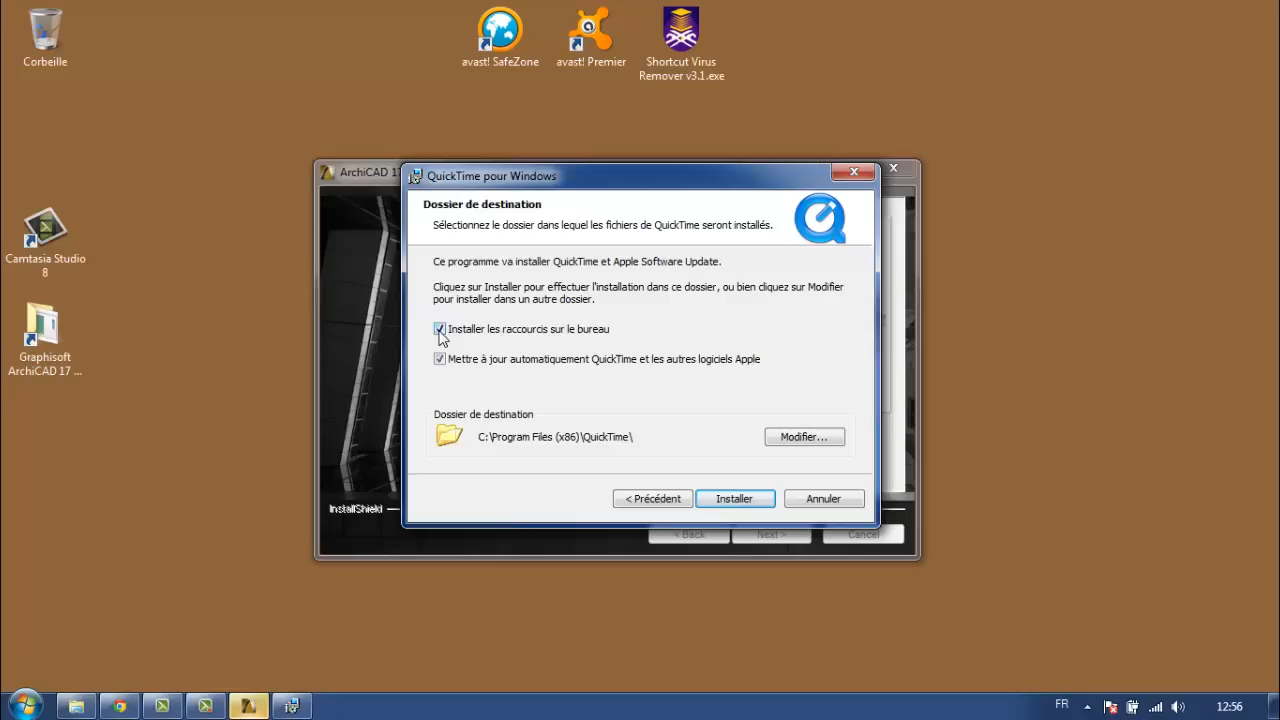 Corbeille
avast! SafeZone
avast! Premier
Shortcut Virus
Remover v3.1.exe
Camtasia Studio
8
Graphisoft
ArchiCAD 17 ...
ArchiCAD 1
QuickTime pour Windows
Dossier de destination
Sélectionnez le dossier dans lequel les fichiers de QuickTime seront installés.
Ce programme va installer QuickTime et Apple Software Update.
Cliquez sur Installer pour effectuer l'installation dans ce dossier, ou bien cliquez sur Modifier
pour installer dans un autre dossier.
Installer les raccourcis sur le bureau
Mettre à jour automatiquement QuickTime et les autres logiciels Apple
Dossier de destination
C:\Program Files (x86)\QuickTime\
Modifier...
< Précédent
Installer
Annuler
InstallShield
< Back
Next >
Cancel
FR
12:56